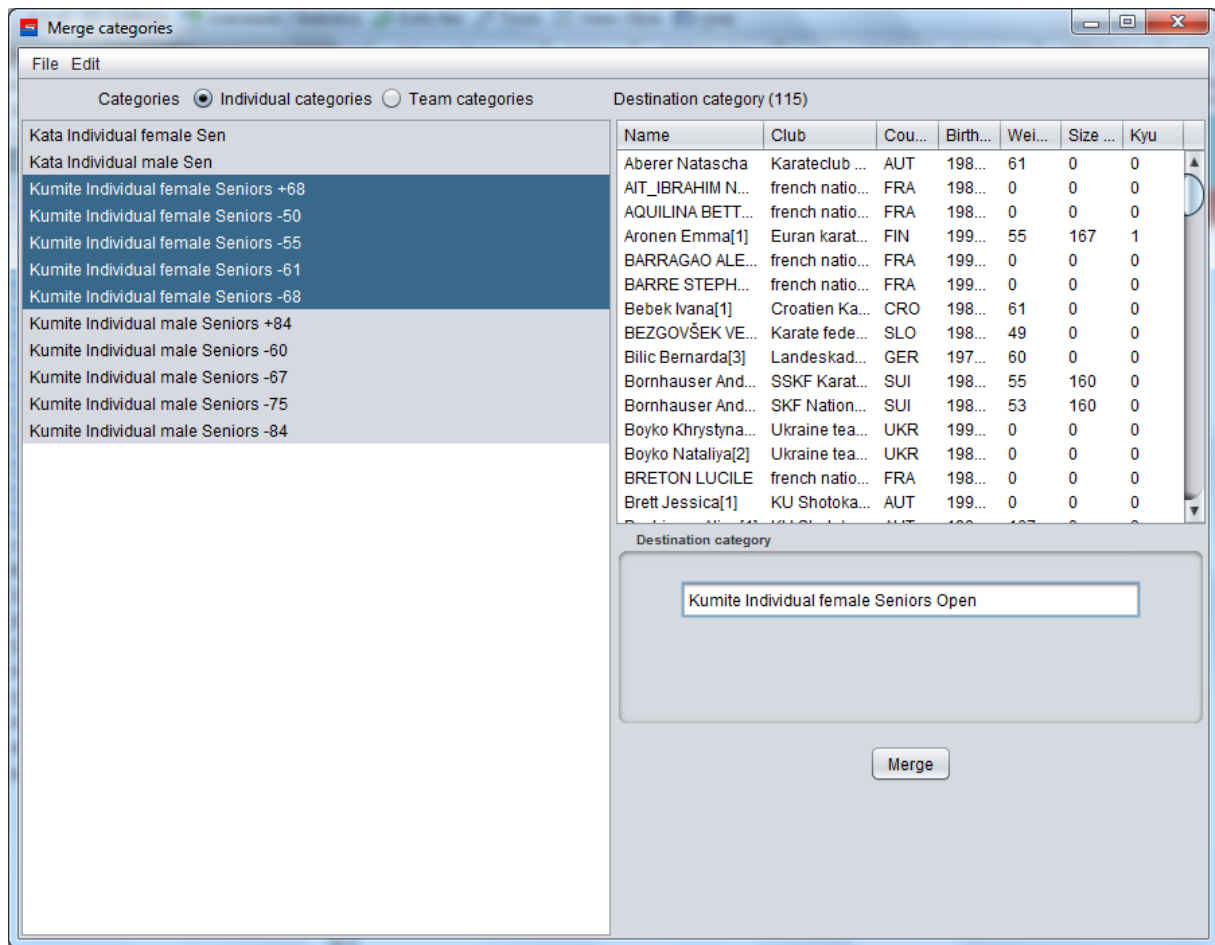 Merge categories
File Edit
Categories Individual categories Team categories
Destination category (115)
Kata Individual female Sen
Kata Individual male Sen
Kumite Individual female Seniors +68
Kumite Individual female Seniors -50
Kumite Individual female Seniors -55
Kumite Individual female Seniors -61
Kumite Individual female Seniors -68
Kumite Individual male Seniors +84
Kumite Individual male Seniors -60
Kumite Individual male Seniors -67
Kumite Individual male Seniors -75
Kumite Individual male Seniors -84
Name Club Cou... Birth... Wei... Size ... Kyu
Aberer Natascha Karateclub ... AUT 198... 61 0 0
AIT_IBRAHIM N... french natio... FRA 198... 0 0 0
AQUILINA BETT... french natio... FRA 198... 0 0 0
Aronen Emma[1] Euran karat... FIN 199... 55 167 1
BARRAGAO ALE... french natio... FRA 199... 0 0 0
BARRE STEPH... french natio... FRA 199... 0 0 0
Bebek Ivana[1] Croatien Ka... CRO 198... 61 0 0
BEZGOVŠEK VE... Karate fede... SLO 198... 49 0 0
Bilic Bernarda[3] Landeskad... GER 197... 60 0 0
Bornhauser And... SSKF Karat... SUI 198... 55 160 0
Bornhauser And... SKF Nation... SUI 198... 53 160 0
Boyko Khrystyna... Ukraine tea... UKR 199... 0 0 0
Boyko Nataliya[2] Ukraine tea... UKR 198... 0 0 0
BRETON LUCILE french natio... FRA 198... 0 0 0
Brett Jessica[1] KU Shotoka... AUT 199... 0 0 0
Destination category
Kumite Individual female Seniors Open
Merge